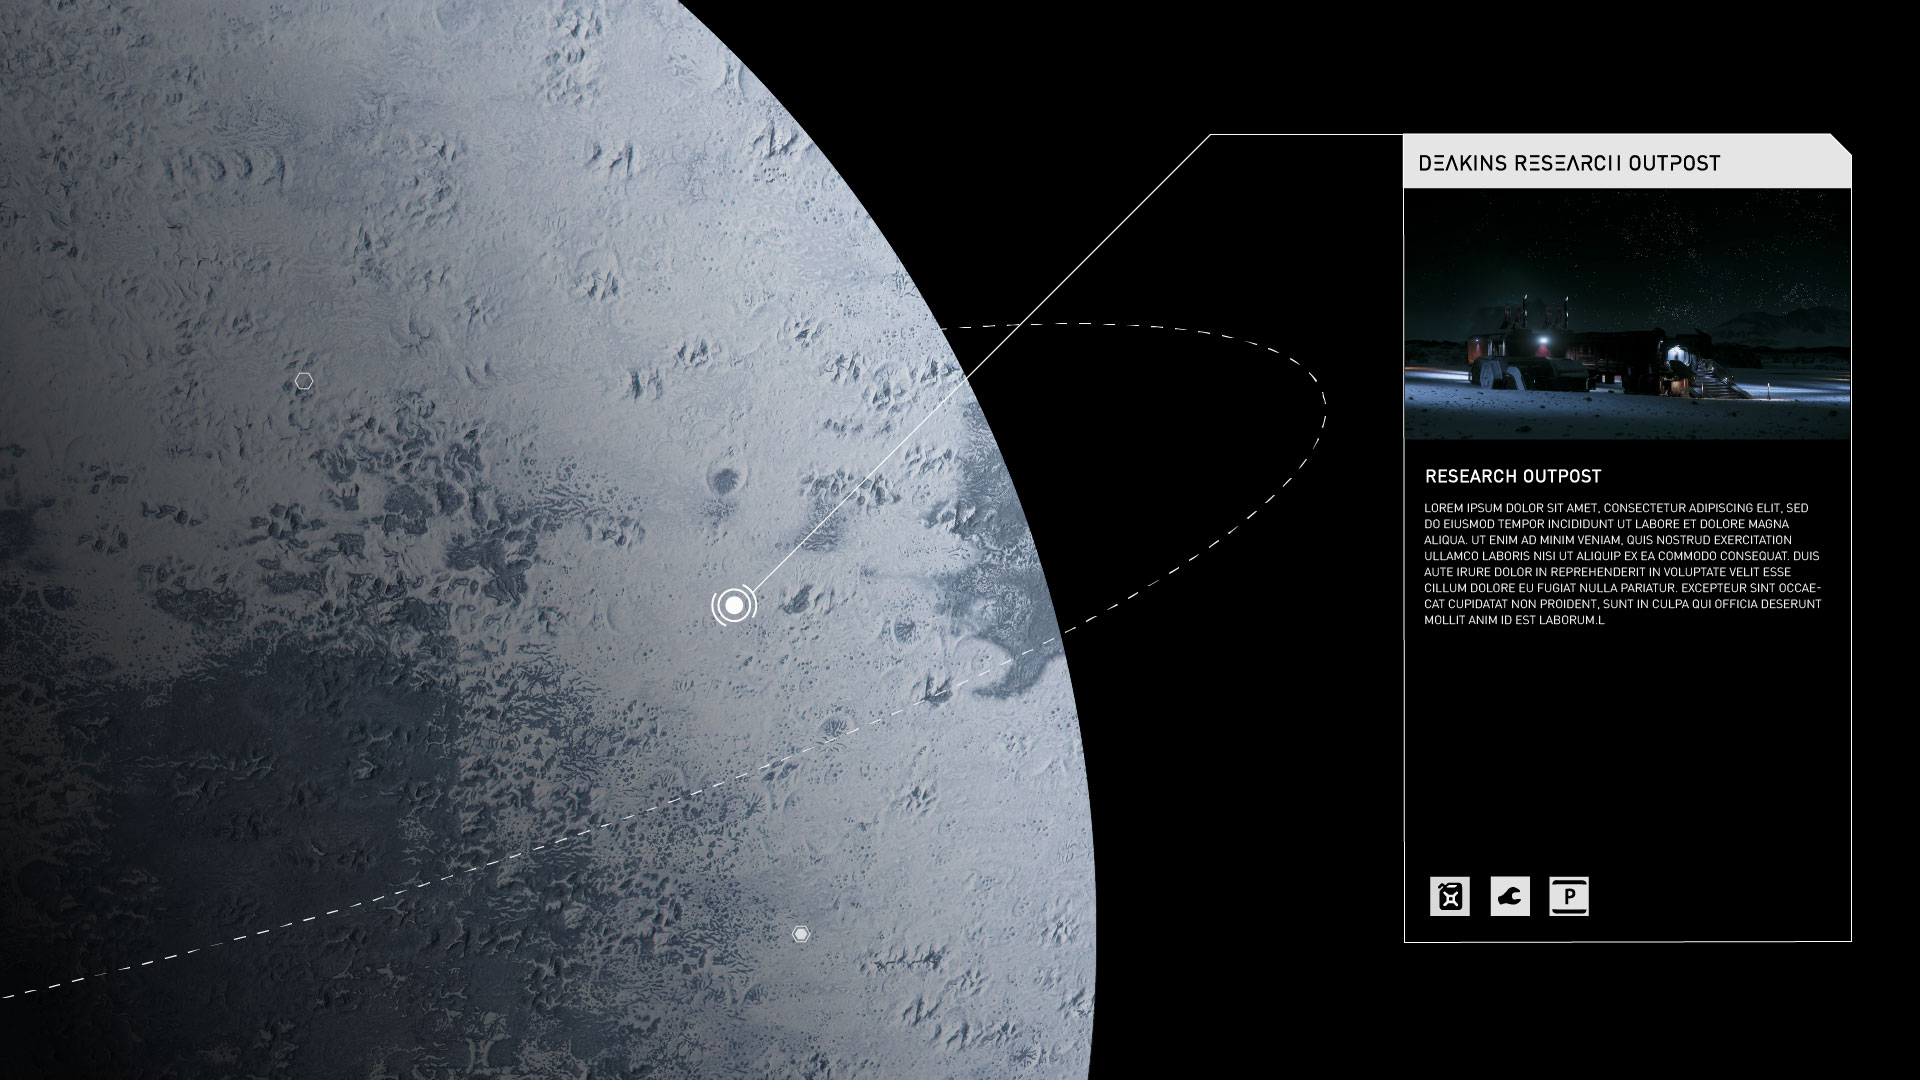 DEAKINS RESEARCH OUTPOST
RESEARCH OUTPOST
LOREM IPSUM DOLOR SIT AMET, CONSECTETUR ADIPISCING ELIT, SED
DO EIUSMOD TEMPOR INCIDIDUNT UT LABORE ET DOLORE MAGNA
ALIQUA. UT ENIM AD MINIM VENIAM, QUIS NOSTRUD EXERCITATION
ULLAMCO LABORIS NISI UT ALIQUIP EX EA COMMODO CONSEQUAT. DUIS
AUTE IRURE DOLOR IN REPREHENDERIT IN VOLUPTATE VELIT ESSE
CILLUM DOLORE EU FUGIAT NULLA PARIATUR. EXCEPTEUR SINT OCCAE-
CAT CUPIDATAT NON PROIDENT, SUNT IN CULPA QUI OFFICIA DESERUNT
MOLLIT ANIM ID EST LABORUM.L
P